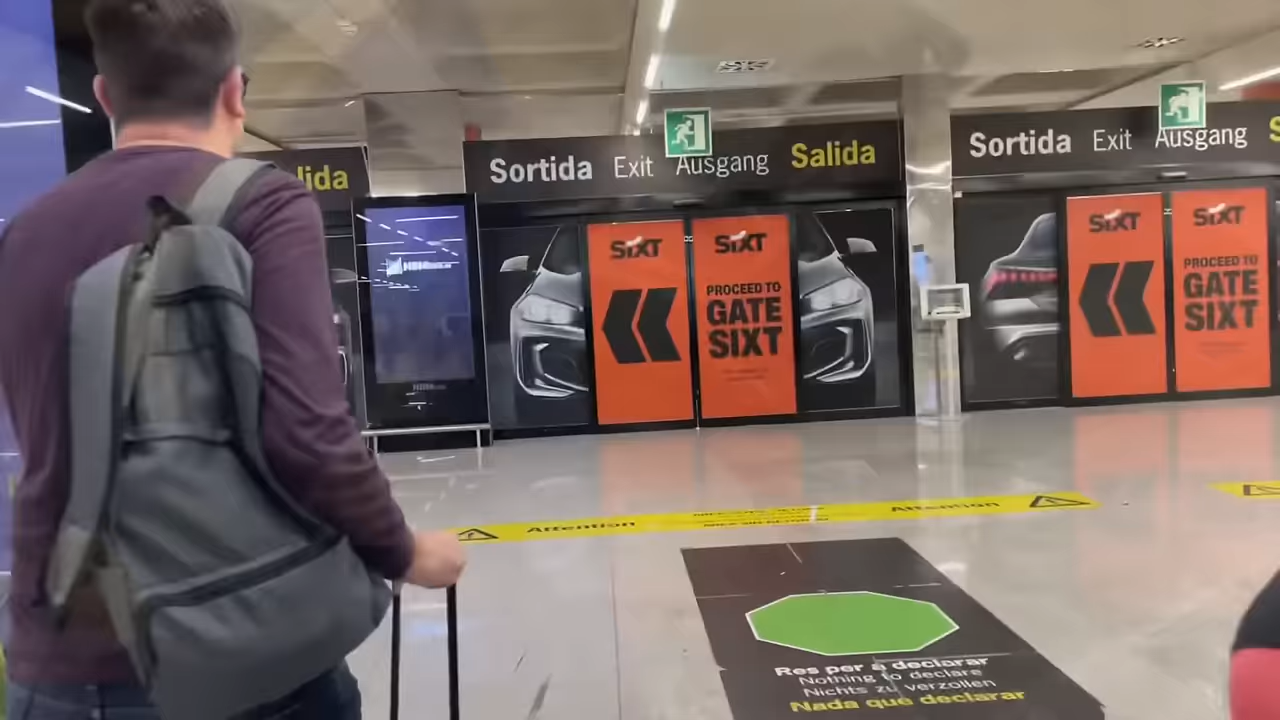 lida
Sortida Exit Ausgang Salida
Sortida Exit Ausgang S
SIXT
SIXT
PROCEED TO
GATE
SIXT
SIXT
SIXT
PROCEED TO
GATE
SIXT
Attention
Attention
Res per a declarar
Nothing to declare
Nichts zu verzollen
Nada que declarar